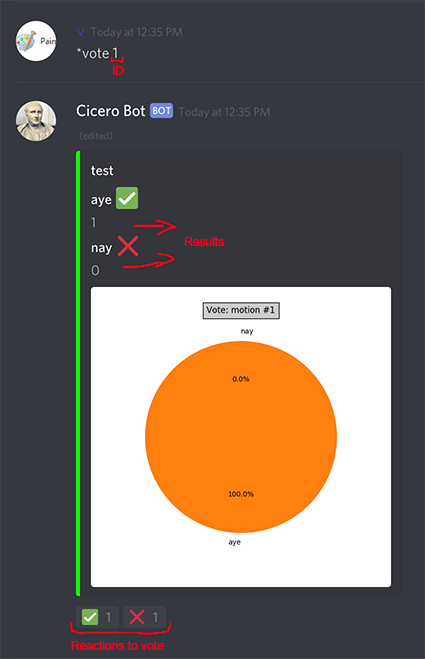 Pain
V Today at 12:35 PM
*vote 1
ID
Cicero Bot BOT Today at 12:35 PM
(edited)
test
aye ✅
1
nay ❌
0
Results
Vote: motion #1
nay
0.0%
100.0%
aye
✅ 1 ❌ 1
Reactions to vote